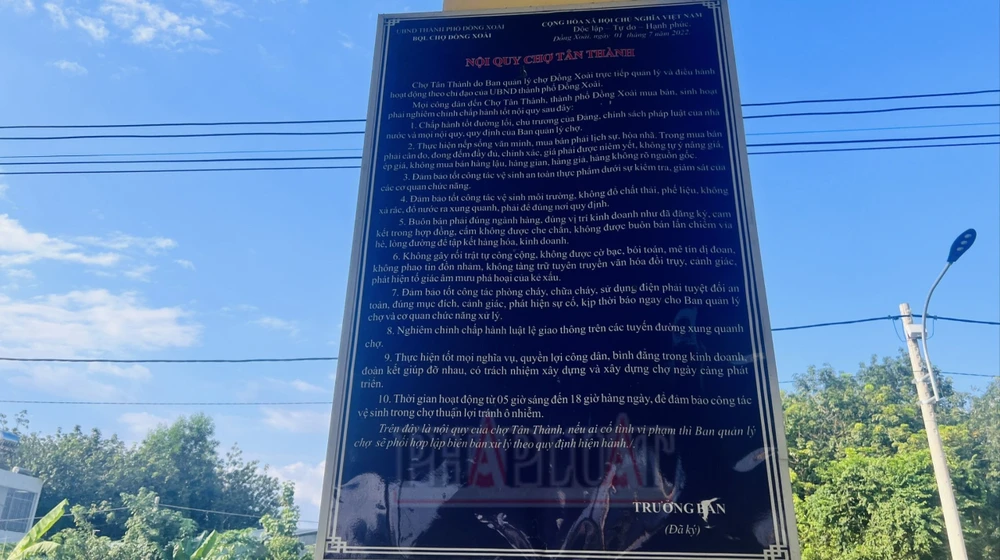 UBND THÀNH PHỐ ĐỒNG XOÀI
BQL CHỢ ĐỒNG XOÀI
CỘNG HÒA XÃ HỘI CHỦ NGHĨA VIỆT NAM
Độc lập - Tự do - Hạnh phúc.
Đồng Xoài, ngày 01 tháng 7 năm 2022
NỘI QUY CHỢ TÂN THÀNH
Chợ Tân Thành do Ban quản lý chợ Đồng Xoài trực tiếp quản lý và điều hành
hoạt động theo chỉ đạo của UBND thành phố Đồng Xoài.
Mọi công dân đến Chợ Tân Thành, thành phố Đồng Xoài mua bán, sinh hoạt
phải nghiêm chỉnh chấp hành tốt nội quy sau đây:
1. Chấp hành tốt đường lối, chủ trương của Đảng, chính sách pháp luật của nhà
nước và mọi nội quy, quy định của Ban quản lý chợ.
2. Thực hiện nếp sống văn minh, mua bán phải lịch sự, hòa nhã. Trong mua bán
phải cân đo, đong đếm đầy đủ, chính xác, giá phải được niêm yết, không tự ý nâng giá,
ép giá, không mua bán hàng lậu, hàng gian, hàng giả, hàng không rõ nguồn gốc.
3. Đảm bảo tốt công tác vệ sinh an toàn thực phẩm dưới sự kiểm tra, giám sát của
các cơ quan chức năng.
4. Đảm bảo tốt công tác vệ sinh môi trường, không đổ chất thải, phế liệu, không
xả rác, đổ nước ra xung quanh, phải để đúng nơi quy định.
5. Buôn bán phải đúng ngành hàng, đúng vị trí kinh doanh như đã đăng ký, cam
kết trong hợp đồng, cấm không được che chắn, không được buôn bán lấn chiếm vỉa
hè, lòng đường để tập kết hàng hóa, kinh doanh.
6. Không gây rối trật tự công cộng, không được cờ bạc, bói toán, mê tín dị đoan,
không phao tin đồn nhảm, không tàng trữ tuyên truyền văn hóa đồi trụy, cảnh giác,
phát hiện tố giác âm mưu phá hoại của kẻ xấu.
7. Đảm bảo tốt công tác phòng cháy, chữa cháy, sử dụng điện phải tuyệt đối an
toàn, đúng mục đích, cảnh giác, phát hiện sự cố, kịp thời báo ngay cho Ban quản lý
chợ và cơ quan chức năng xử lý.
8. Nghiêm chỉnh chấp hành luật lệ giao thông trên các tuyến đường xung quanh
chợ.
9. Thực hiện tốt mọi nghĩa vụ, quyền lợi công dân, bình đẳng trong kinh doanh,
đoàn kết giúp đỡ nhau, có trách nhiệm xây dựng và xây dựng chợ ngày càng phát
triển.
10. Thời gian hoạt động từ 05 giờ sáng đến 18 giờ hàng ngày, để đảm bảo công tác
vệ sinh trong chợ thuận lợi tránh ô nhiễm.
Trên đây là nội quy của chợ Tân Thành, nếu ai cố tình vi phạm thì Ban quản lý
chợ sẽ phối hợp lập biên bản xử lý theo quy định hiện hành./.
PHÁP LUẬT
TRƯỞNG BAN
(Đã ký)